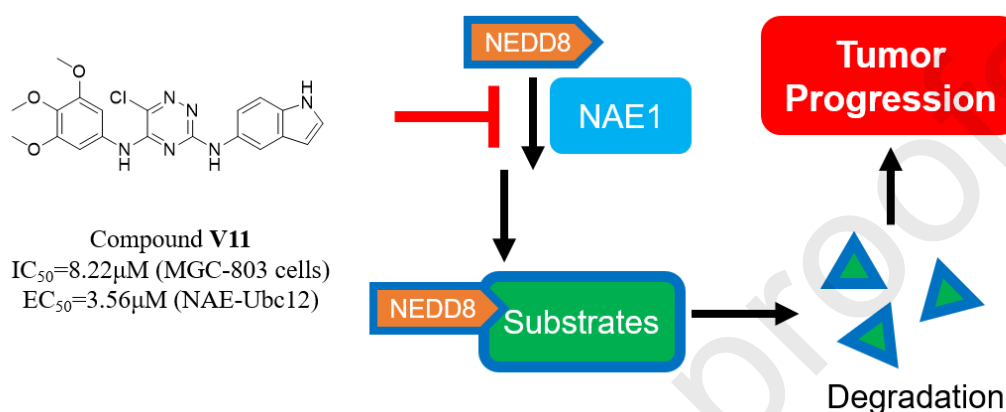 O
O
O
Cl
N
N
N
N
H
N
H
H
N
Compound V11
IC₅₀=8.22μM (MGC-803 cells)
EC₅₀=3.56μM (NAE-Ubc12)
NEDD8
NAE1
NEDD8
Substrates
Tumor
Progression
Degradation
proof